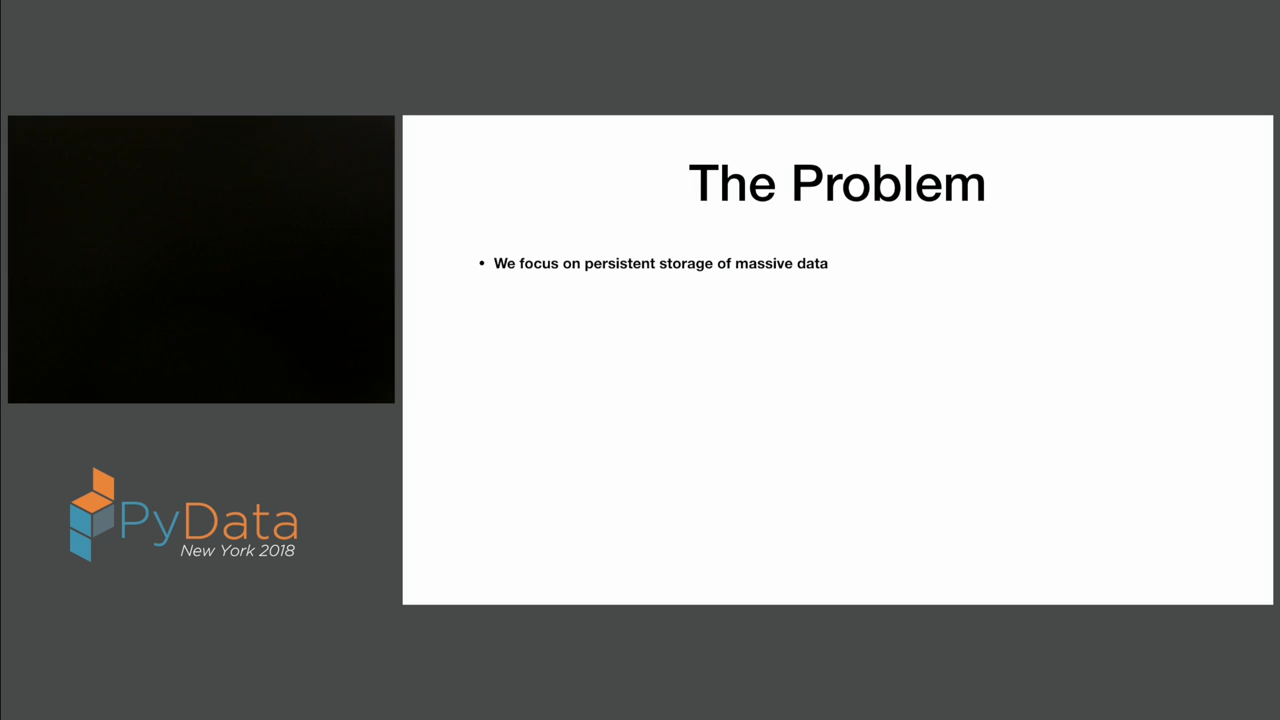 The Problem
• We focus on persistent storage of massive data
PyData
New York 2018